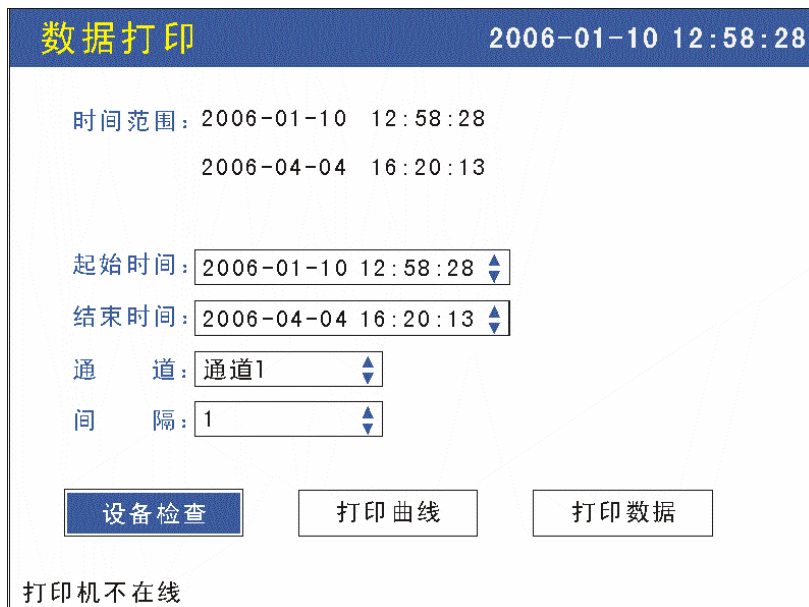 数据打印 2006-01-10 12:58:28
时间范围: 2006-01-10 12:58:28
2006-04-04 16:20:13
起始时间: 2006-01-10 12:58:28
结束时间: 2006-04-04 16:20:13
通 道: 通道1
间 隔: 1
设备检查 打印曲线 打印数据
打印机不在线